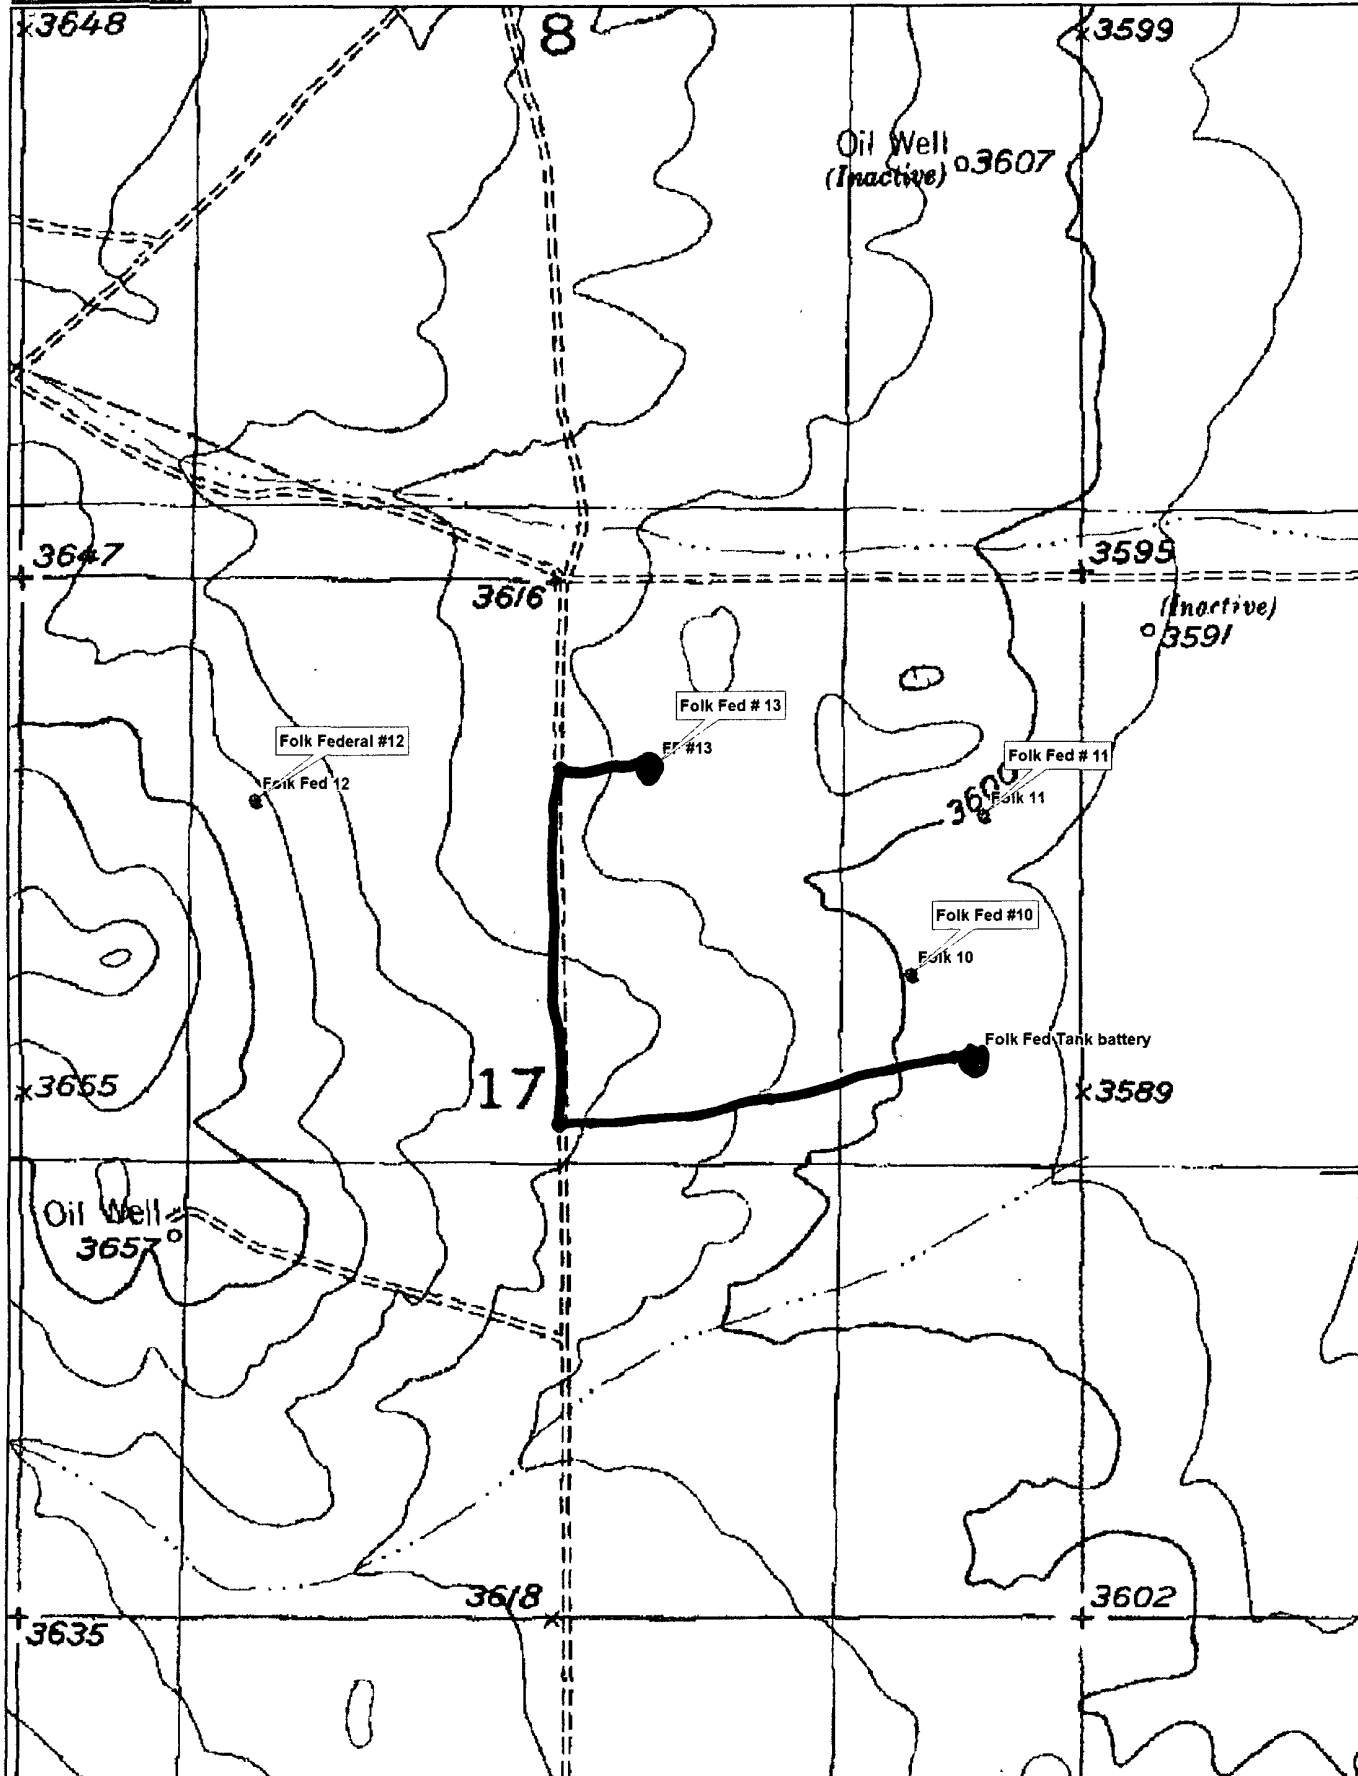 3648
8
3599
Oil Well
(Inactive) 3607
3647
3595
3616
(Inactive)
3591
Folk Fed # 13
FF #13
Folk Federal #12
Folk Fed 12
Folk Fed # 11
3600
Folk 11
Folk Fed #10
Folk 10
Folk Fed Tank battery
17
3655
3589
Oil Well
3657
3618
3602
3635